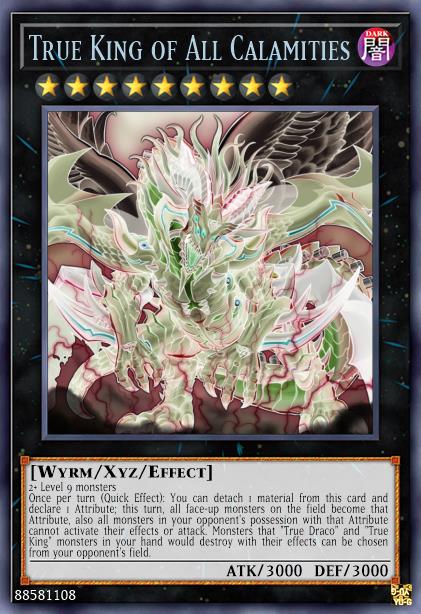 TRUE KING OF ALL CALAMITIES
DARK
闇
[WYRM/XYZ/EFFECT]
2+ Level 9 monsters
Once per turn (Quick Effect): You can detach 1 material from this card and
declare 1 Attribute; this turn, all face-up monsters on the field become that
Attribute, also all monsters in your opponent's possession with that Attribute
cannot activate their effects or attack. Monsters that "True Draco" and "True
King" monsters in your hand would destroy with their effects can be chosen
from your opponent's field.
ATK/3000 DEF/3000
88581108